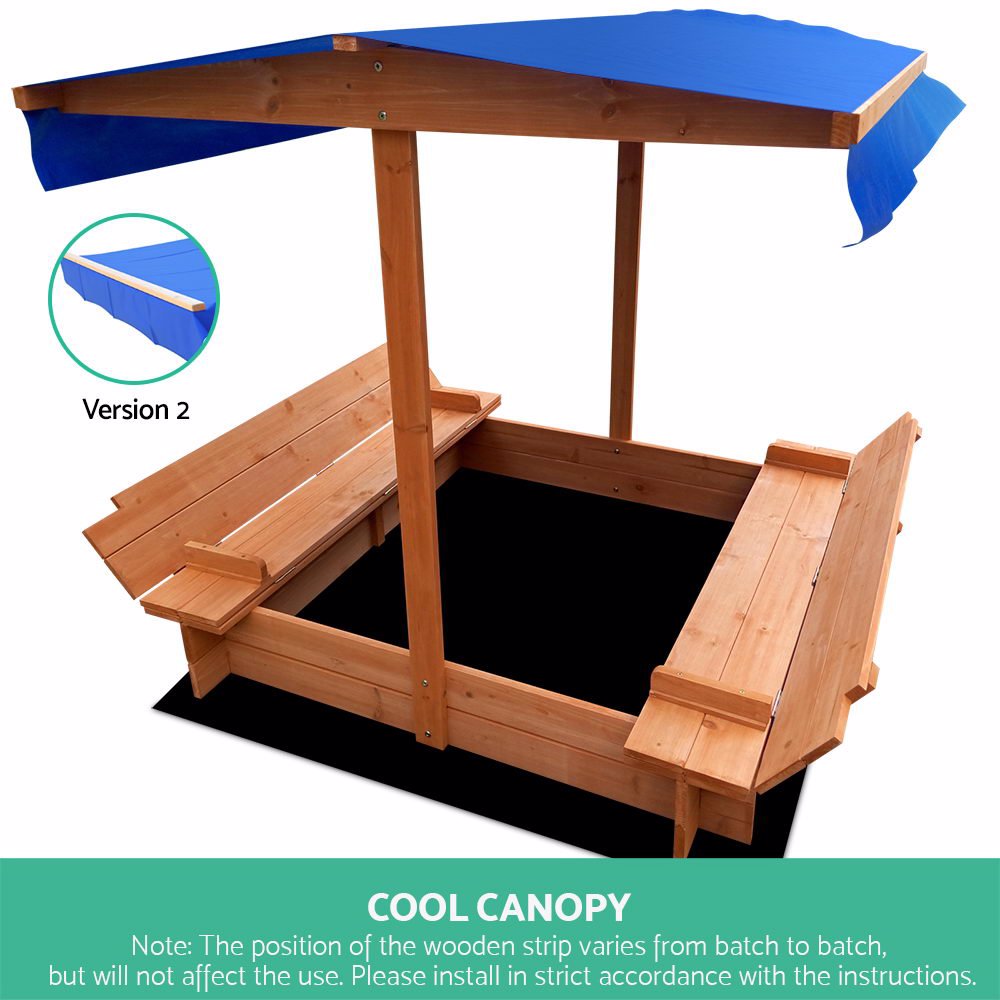 Version 2
COOL CANOPY
Note: The position of the wooden strip varies from batch to batch,
but will not affect the use. Please install in strict accordance with the instructions.